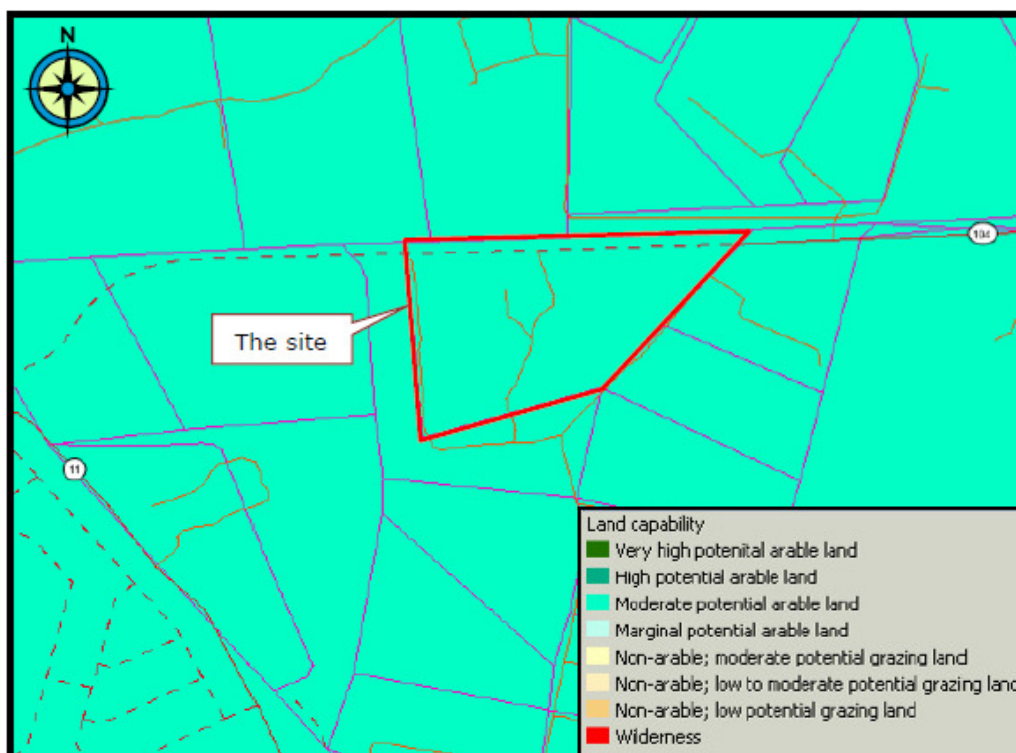 N
104
The site
11
Land capability
Very high potenital arable land
High potential arable land
Moderate potential arable land
Marginal potential arable land
Non-arable; moderate potential grazing land
Non-arable; low to moderate potential grazing land
Non-arable; low potential grazing land
Wilderness